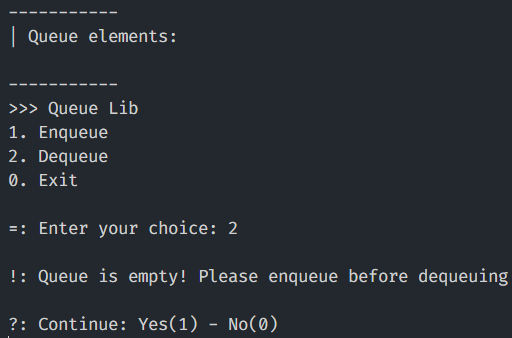 -----------
| Queue elements:
-----------
>>> Queue Lib
1. Enqueue
2. Dequeue
0. Exit
=: Enter your choice: 2
!: Queue is empty! Please enqueue before dequeuing
?: Continue: Yes(1) - No(0)